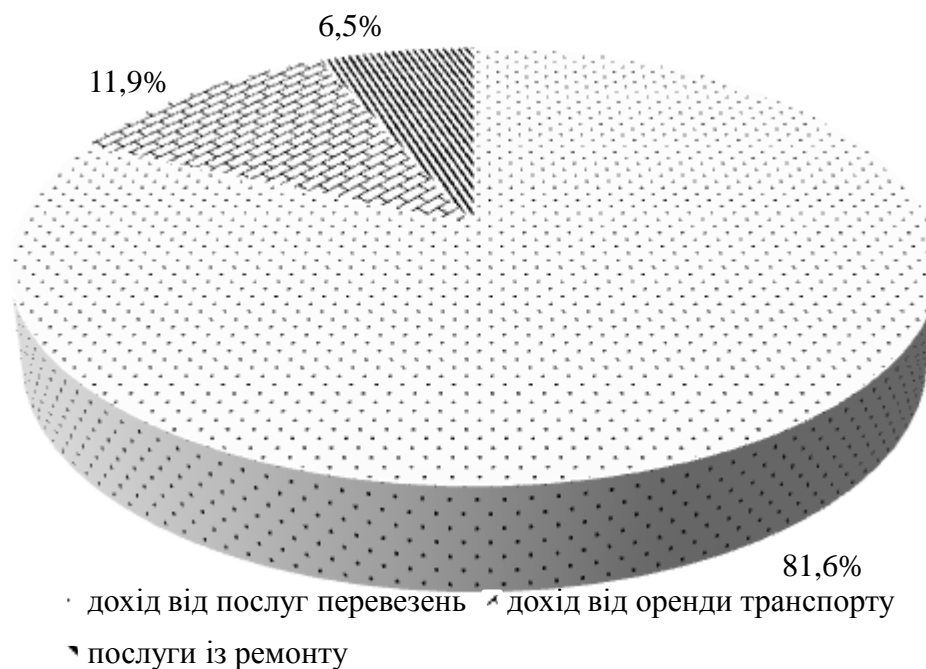 6,5%
11,9%
81,6%
дохід від послуг перевезень дохід від оренди транспорту
послуги із ремонту